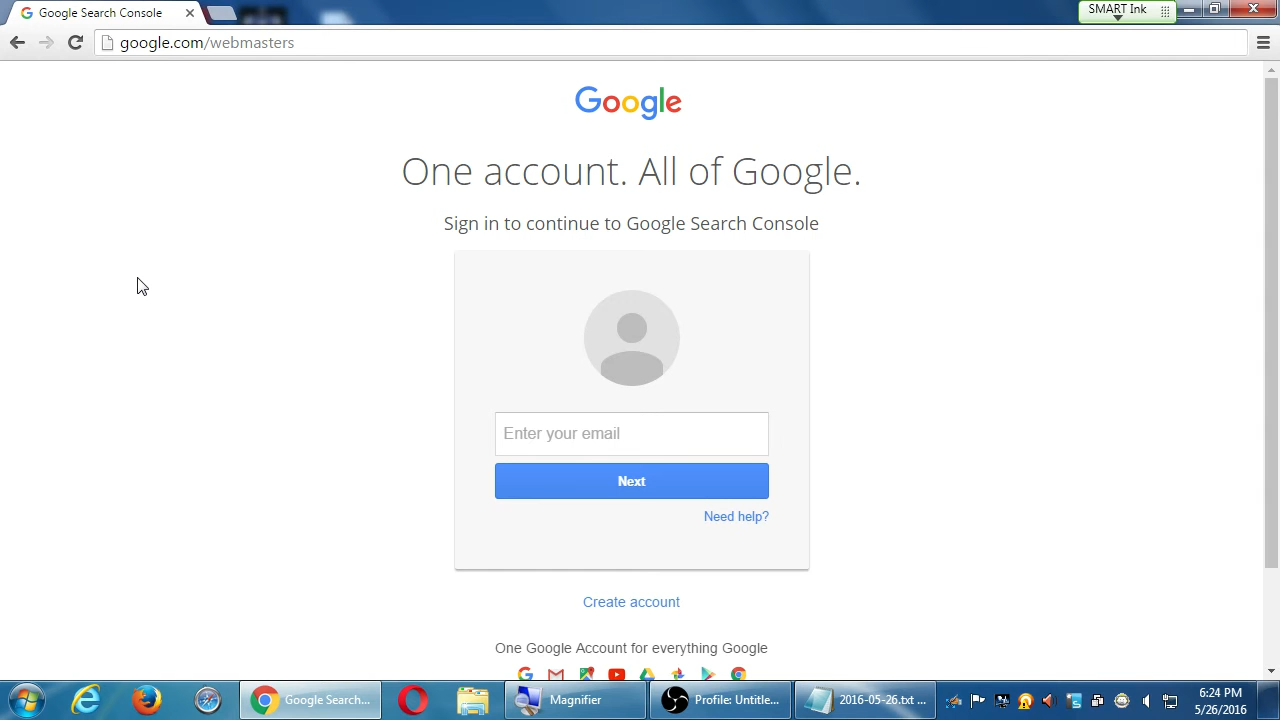 Google Search Console
SMART Ink
google.com/webmasters
Google
One account. All of Google.
Sign in to continue to Google Search Console
Enter your email
Next
Need help?
Create account
One Google Account for everything Google
Google Search...
Magnifier
Profile: Untitle...
2016-05-26.txt ...
6:24 PM
5/26/2016